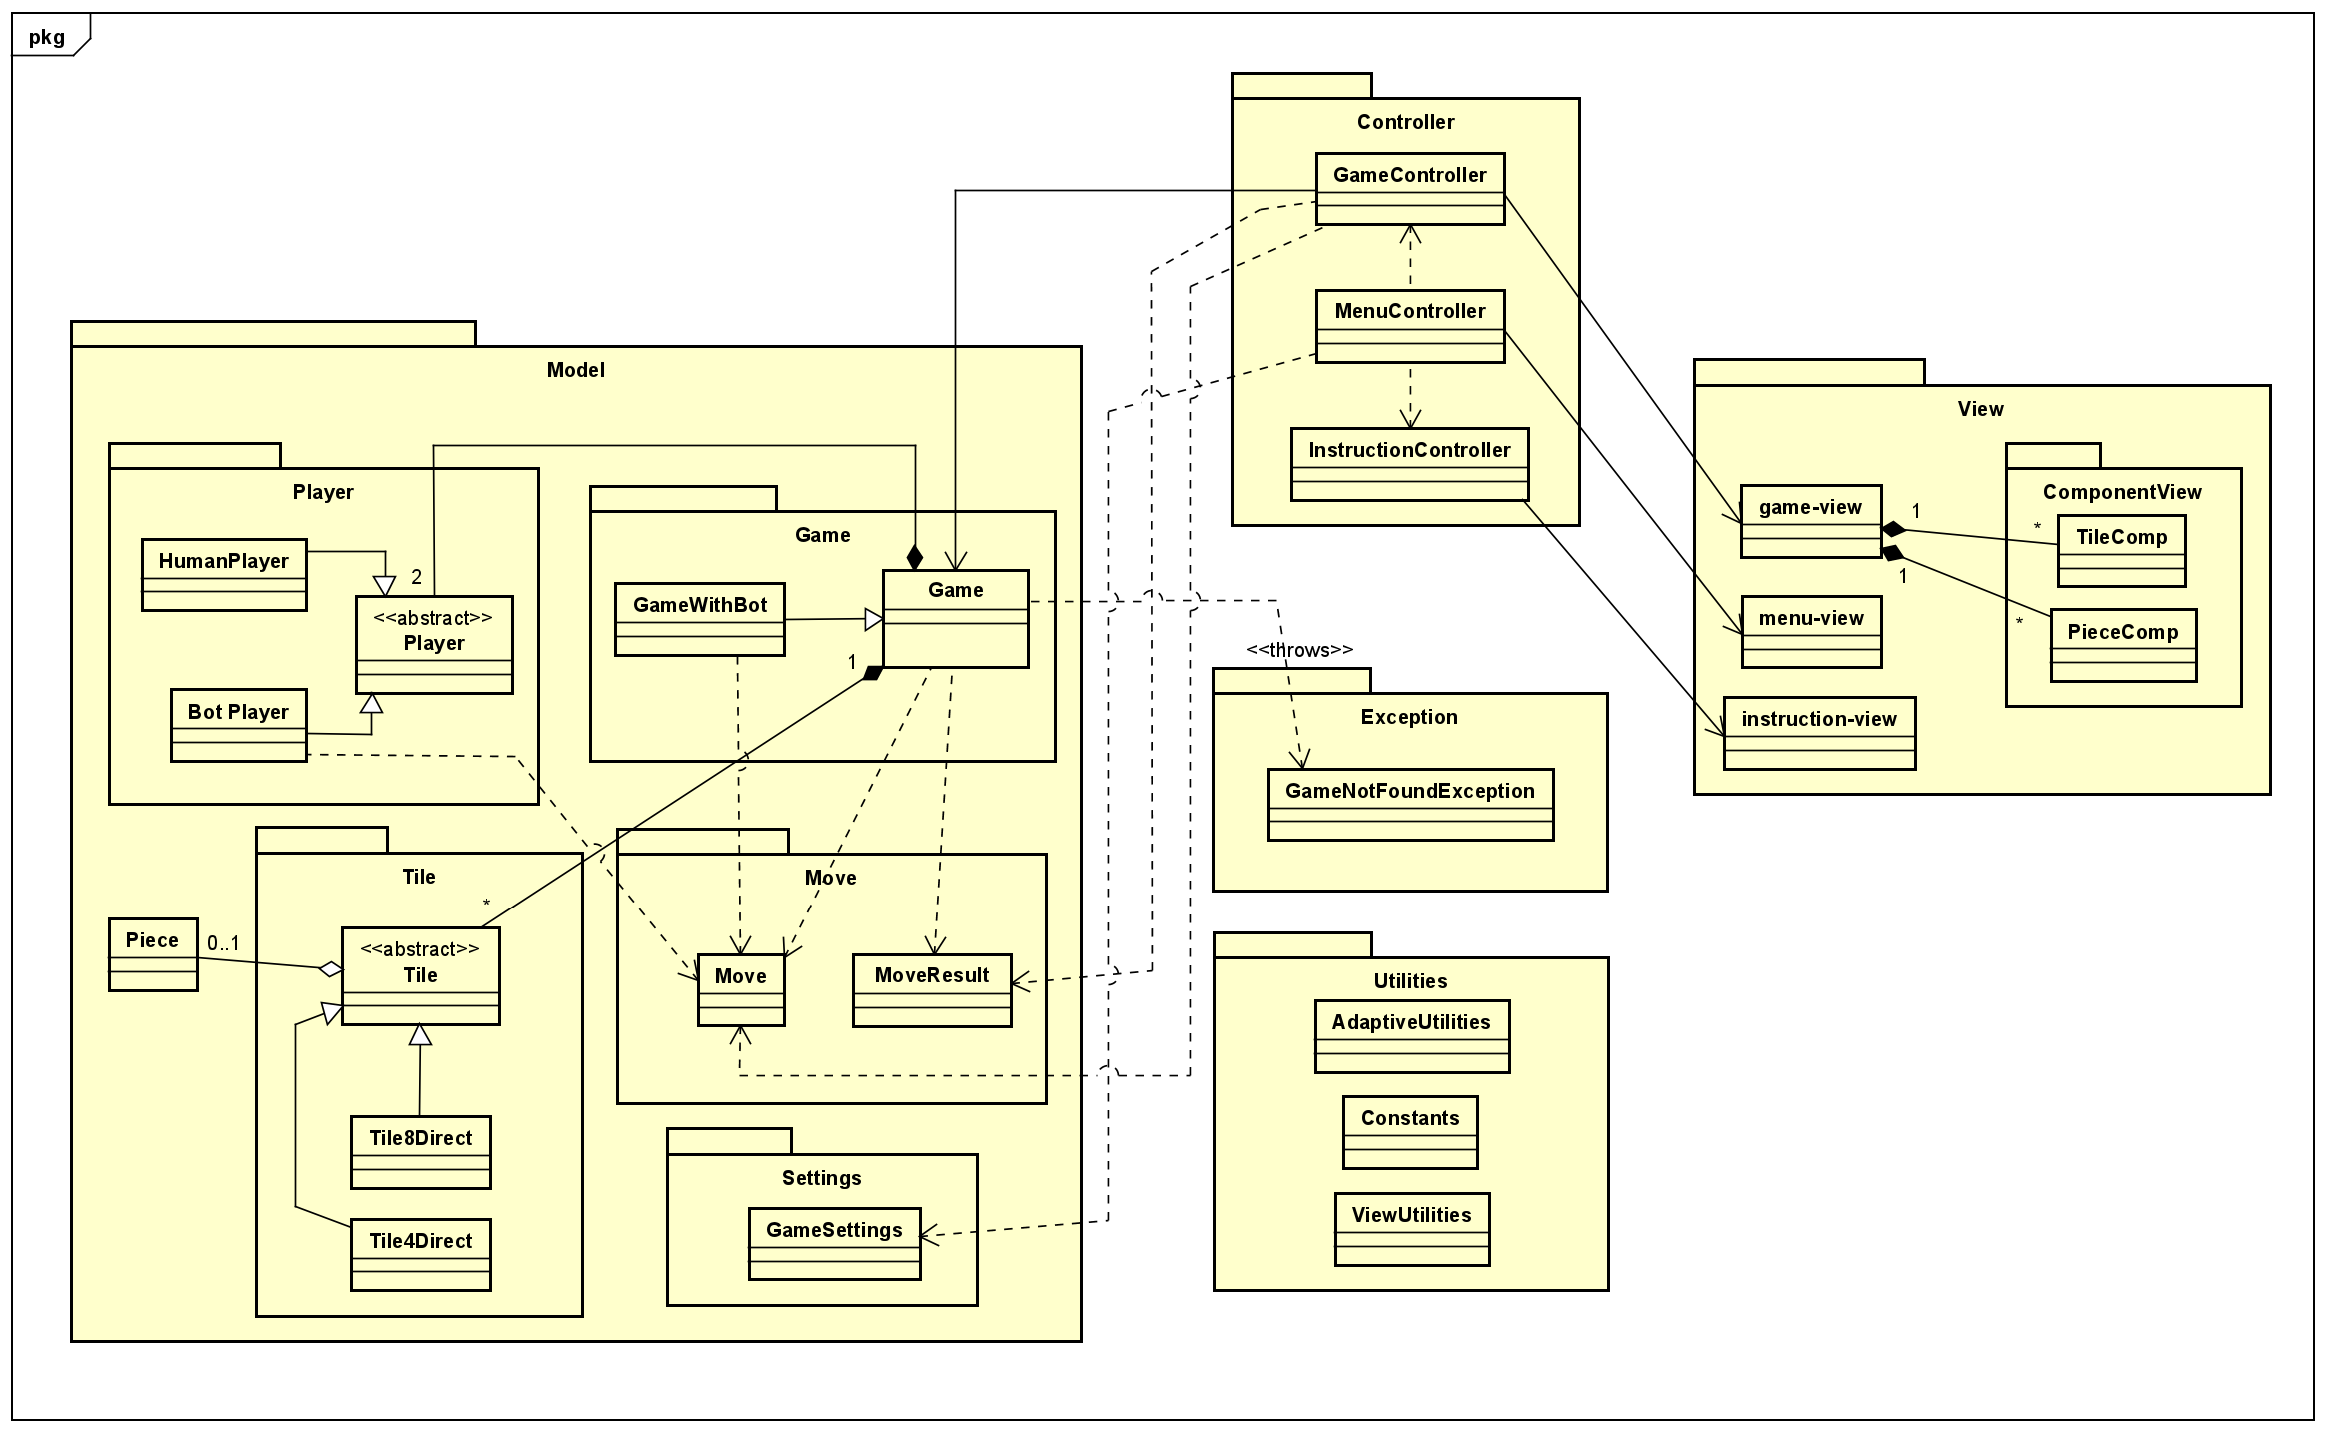 pkg
Controller
GameController
MenuController
InstructionController
Model
Player
HumanPlayer
2
<<abstract>>
Player
Bot Player
Game
GameWithBot
Game
1
<<throws>>
Exception
GameNotFoundException
View
game-view
1
*
1
*
menu-view
instruction-view
ComponentView
TileComp
PieceComp
Tile
*
Piece
0..1
<<abstract>>
Tile
Tile8Direct
Tile4Direct
Move
Move
MoveResult
Settings
GameSettings
Utilities
AdaptiveUtilities
Constants
ViewUtilities